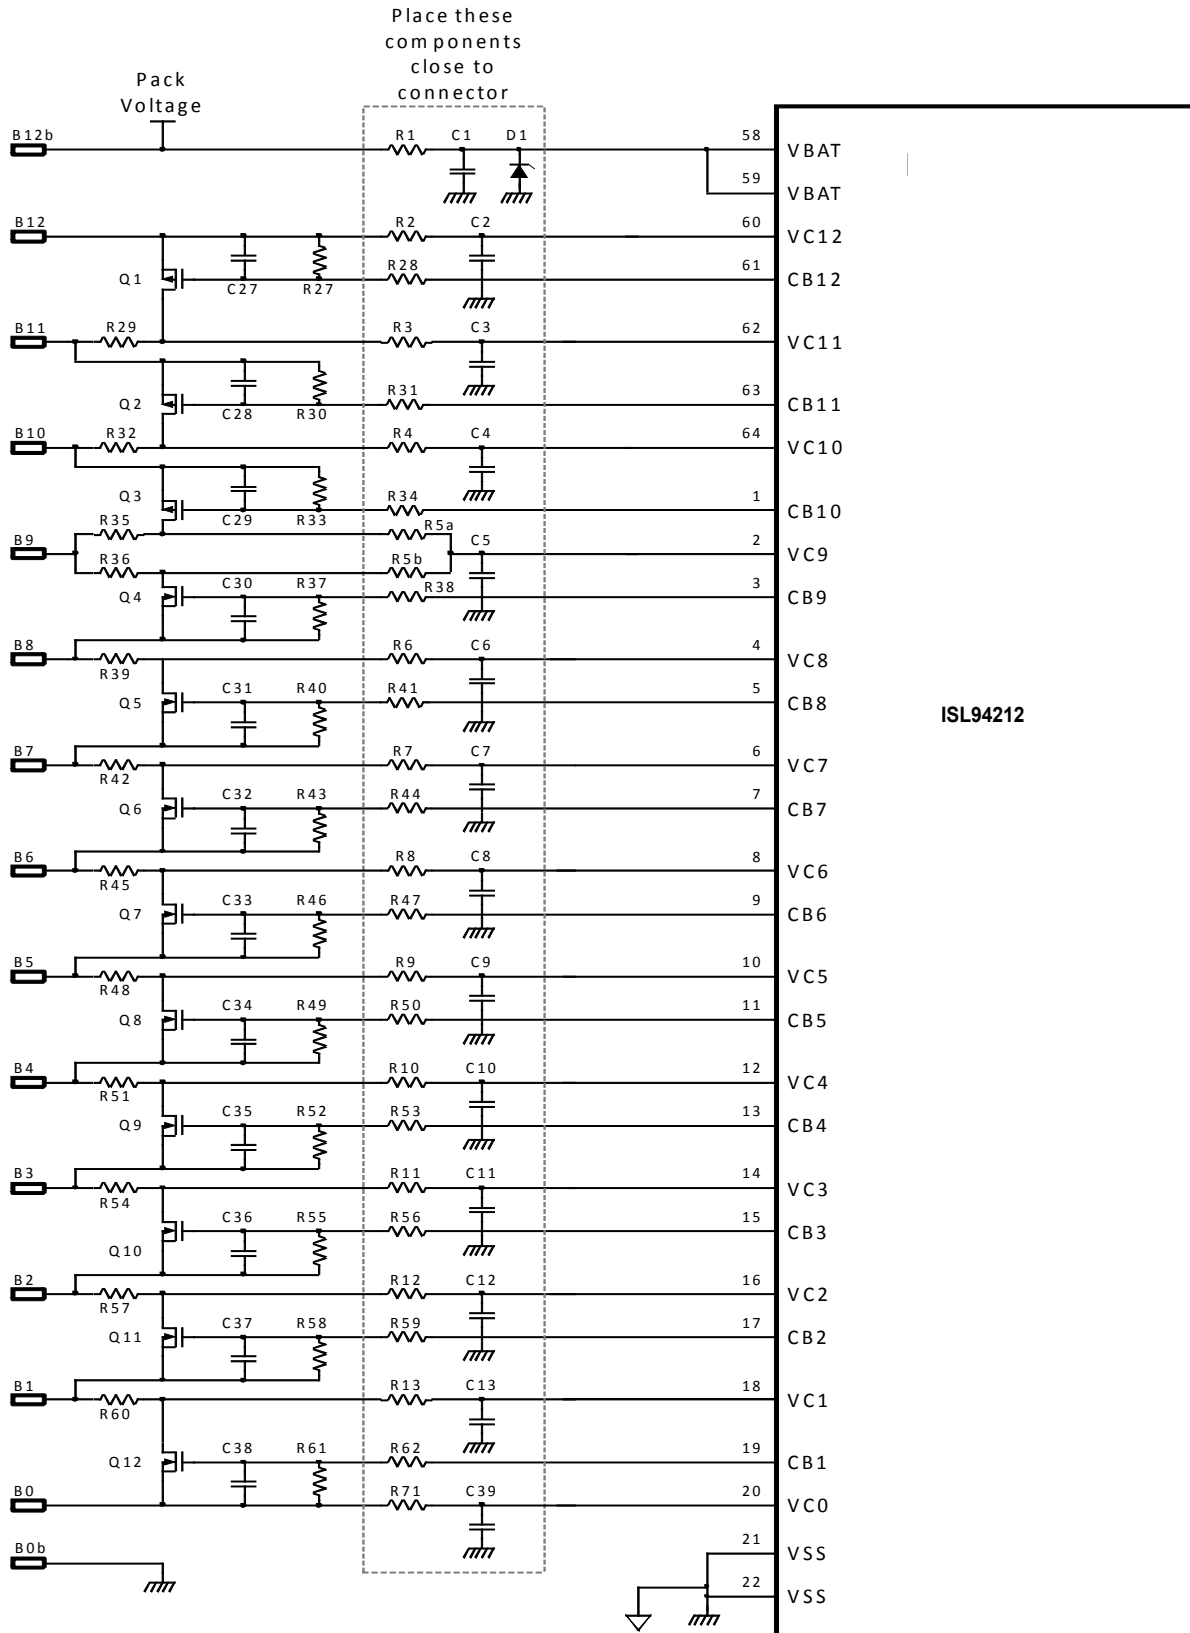 Place these
components
close to
connector
Pack
Voltage
B12b R1 C1 D1 58 VBAT
59 VBAT
B12 R2 C2 60 VC12
Q1 C27 R27 R28 61 CB12
B11 R29 R3 C3 62 VC11
Q2 C28 R30 R31 63 CB11
B10 R32 R4 C4 64 VC10
Q3 C29 R33 R34 1 CB10
R35 R5a
B9 C5 2 VC9
R36 R5b
Q4 C30 R37 R38 3 CB9
B8 R39 R6 C6 4 VC8
Q5 C31 R40 R41 5 CB8
ISL94212
B7 R42 R7 C7 6 VC7
Q6 C32 R43 R44 7 CB7
B6 R45 R8 C8 8 VC6
Q7 C33 R46 R47 9 CB6
B5 R48 R9 C9 10 VC5
Q8 C34 R49 R50 11 CB5
B4 R51 R10 C10 12 VC4
Q9 C35 R52 R53 13 CB4
B3 R54 R11 C11 14 VC3
Q10 C36 R55 R56 15 CB3
B2 R57 R12 C12 16 VC2
Q11 C37 R58 R59 17 CB2
B1 R60 R13 C13 18 VC1
Q12 C38 R61 R62 19 CB1
B0 R71 C39 20 VC0
B0b 21 VSS
22 VSS